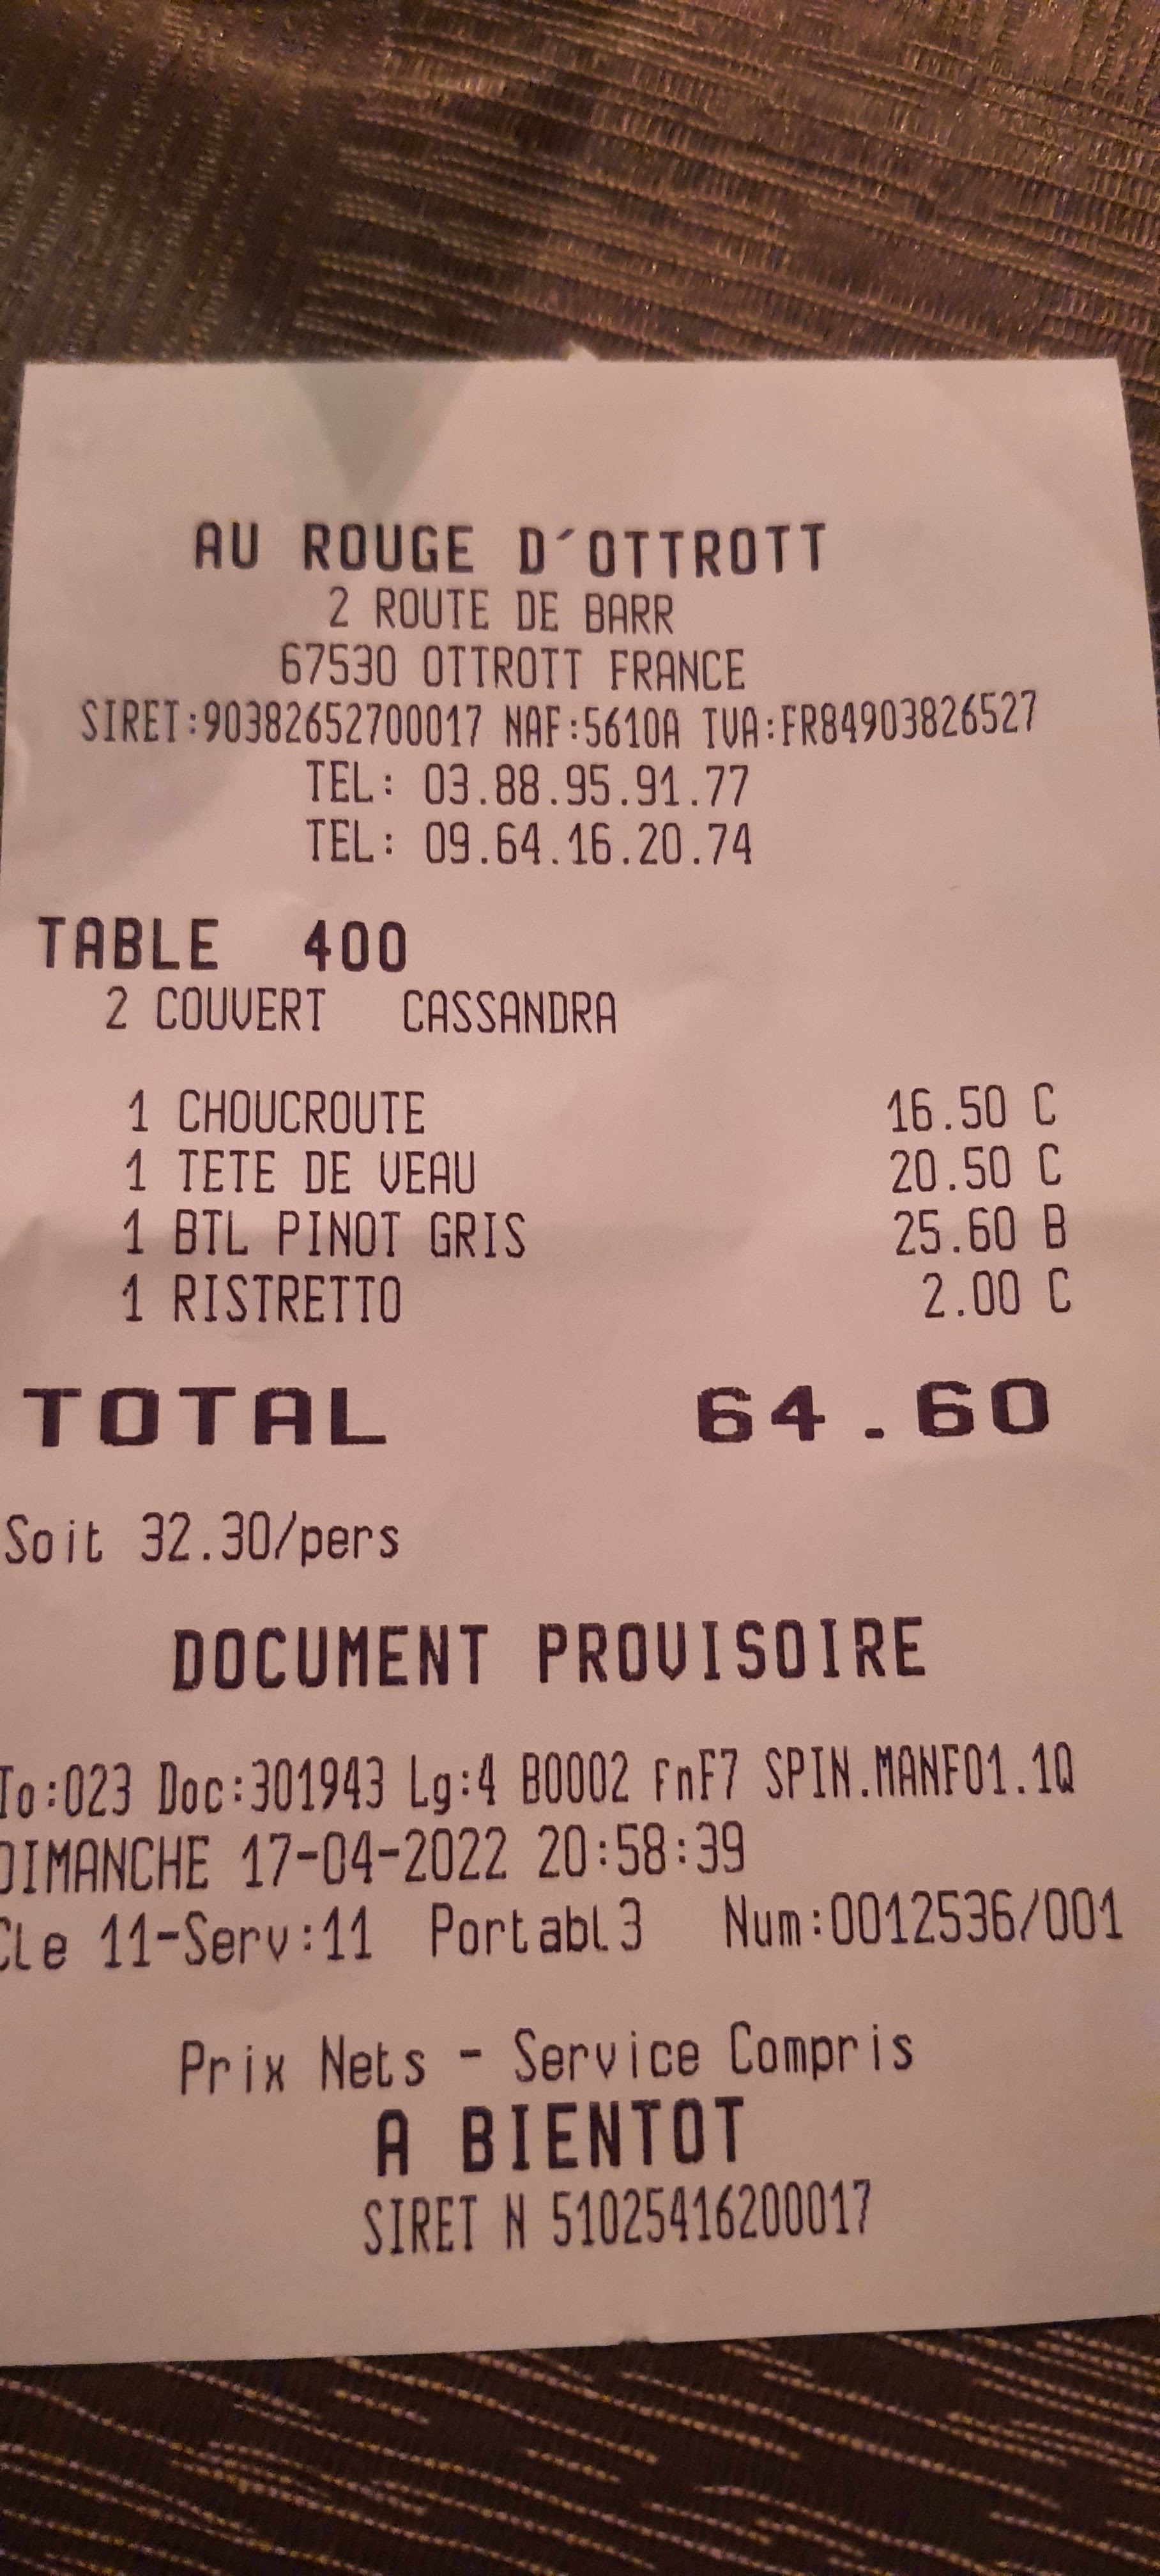 AU ROUGE D´OTTROTT
2 ROUTE DE BARR
67530 OTTROTT FRANCE
SIRET:90382652700017 NAF:5610A TVA:FR84903826527
TEL: 03.88.95.91.77
TEL: 09.64.16.20.74
TABLE 400
2 COUVERT CASSANDRA
1 CHOUCROUTE 16.50 C
1 TETE DE VEAU 20.50 C
1 BTL PINOT GRIS 25.60 B
1 RISTRETTO 2.00 C
TOTAL 64.60
Soit 32.30/pers
DOCUMENT PROVISOIRE
To:023 Doc:301943 Lg:4 B0002 FnF7 SPIN.MANF01.1Q
DIMANCHE 17-04-2022 20:58:39
Cle 11-Serv:11 Portabl3 Num:0012536/001
Prix Nets - Service Compris
A BIENTOT
SIRET N 51025416200017